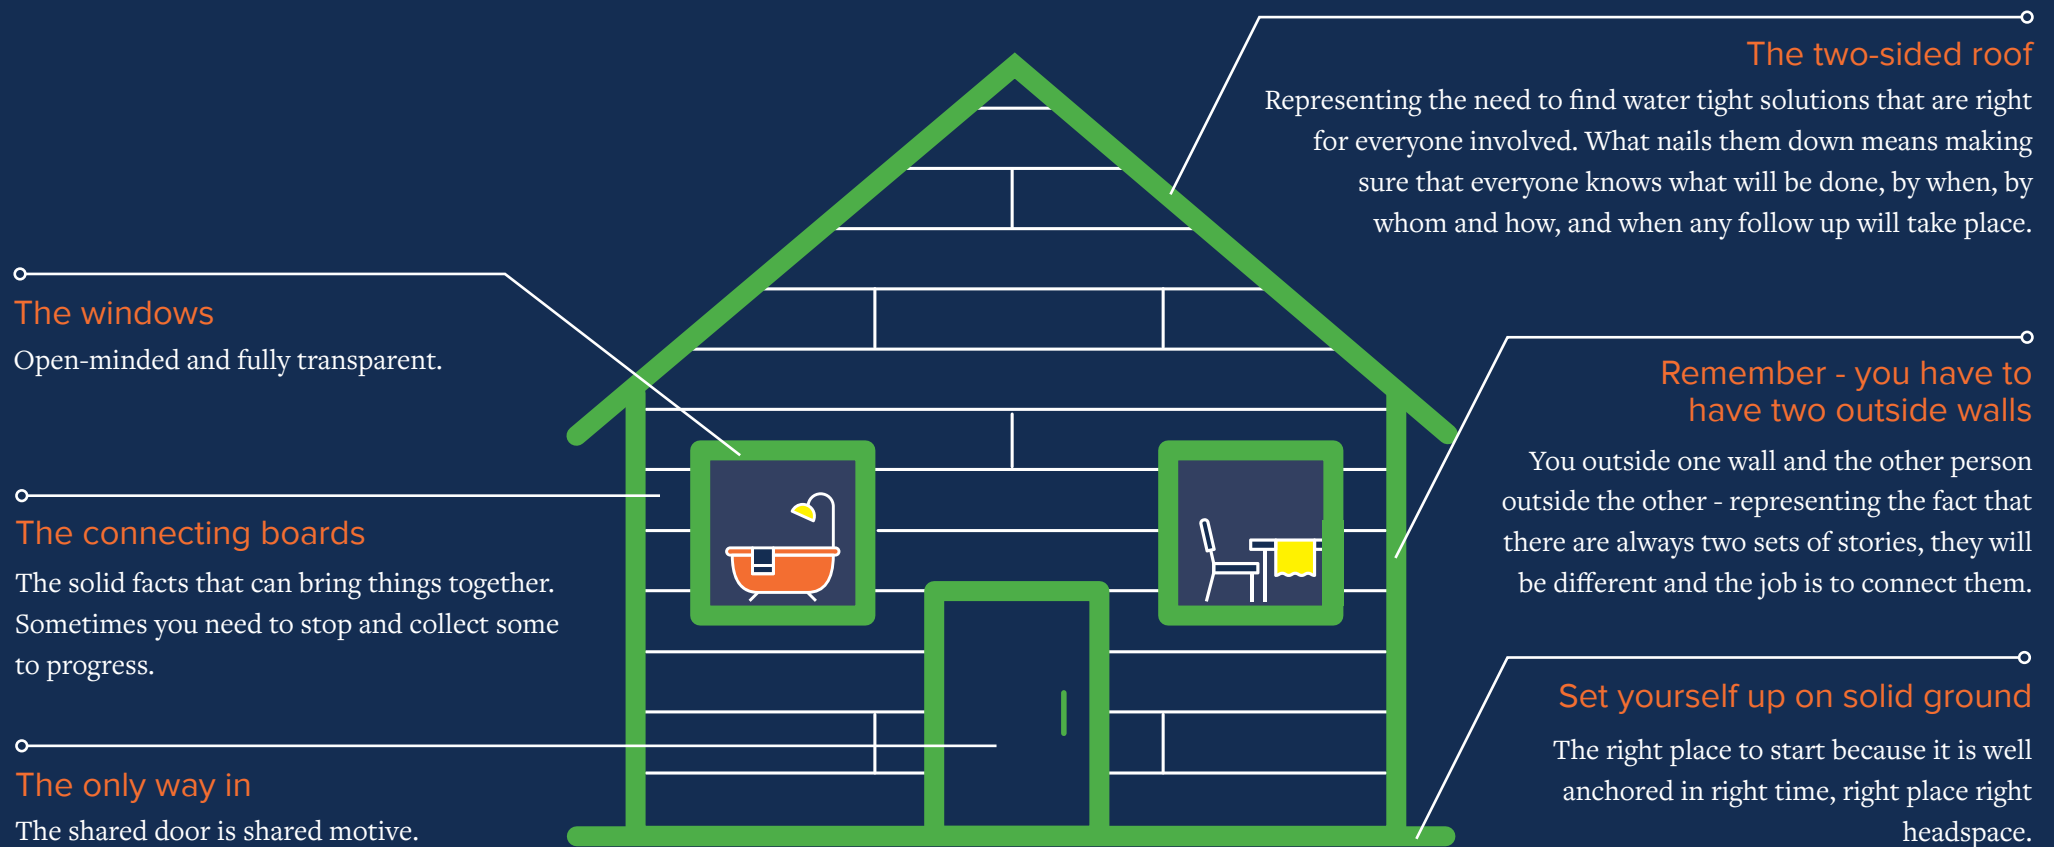 The two-sided roof
Representing the need to find water tight solutions that are right
for everyone involved. What nails them down means making
sure that everyone knows what will be done, by when, by
whom and how, and when any follow up will take place.
The windows
Open-minded and fully transparent.
Remember - you have to
have two outside walls
You outside one wall and the other person
outside the other - representing the fact that
there are always two sets of stories, they will
be different and the job is to connect them.
The connecting boards
The solid facts that can bring things together.
Sometimes you need to stop and collect some
to progress.
Set yourself up on solid ground
The right place to start because it is well
anchored in right time, right place right
headspace.
The only way in
The shared door is shared motive.